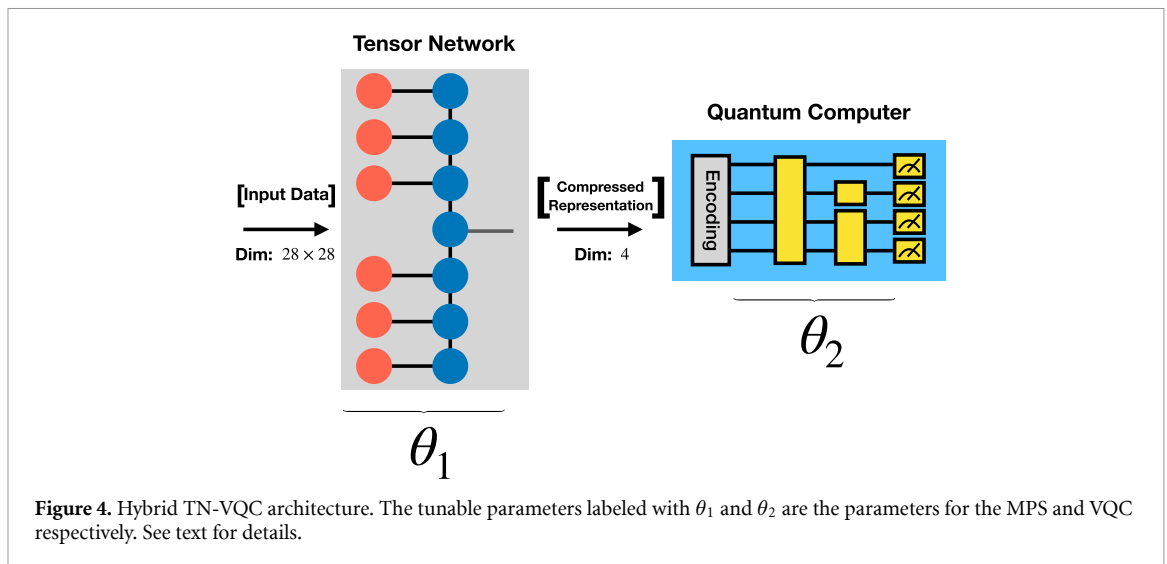 Tensor Network
Quantum Computer
[Input Data]
Dim: 28 × 28
[Compressed
Representation]
Dim: 4
Encoding
θ₁
θ₂
Figure 4. Hybrid TN-VQC architecture. The tunable parameters labeled with θ₁ and θ₂ are the parameters for the MPS and VQC
respectively. See text for details.